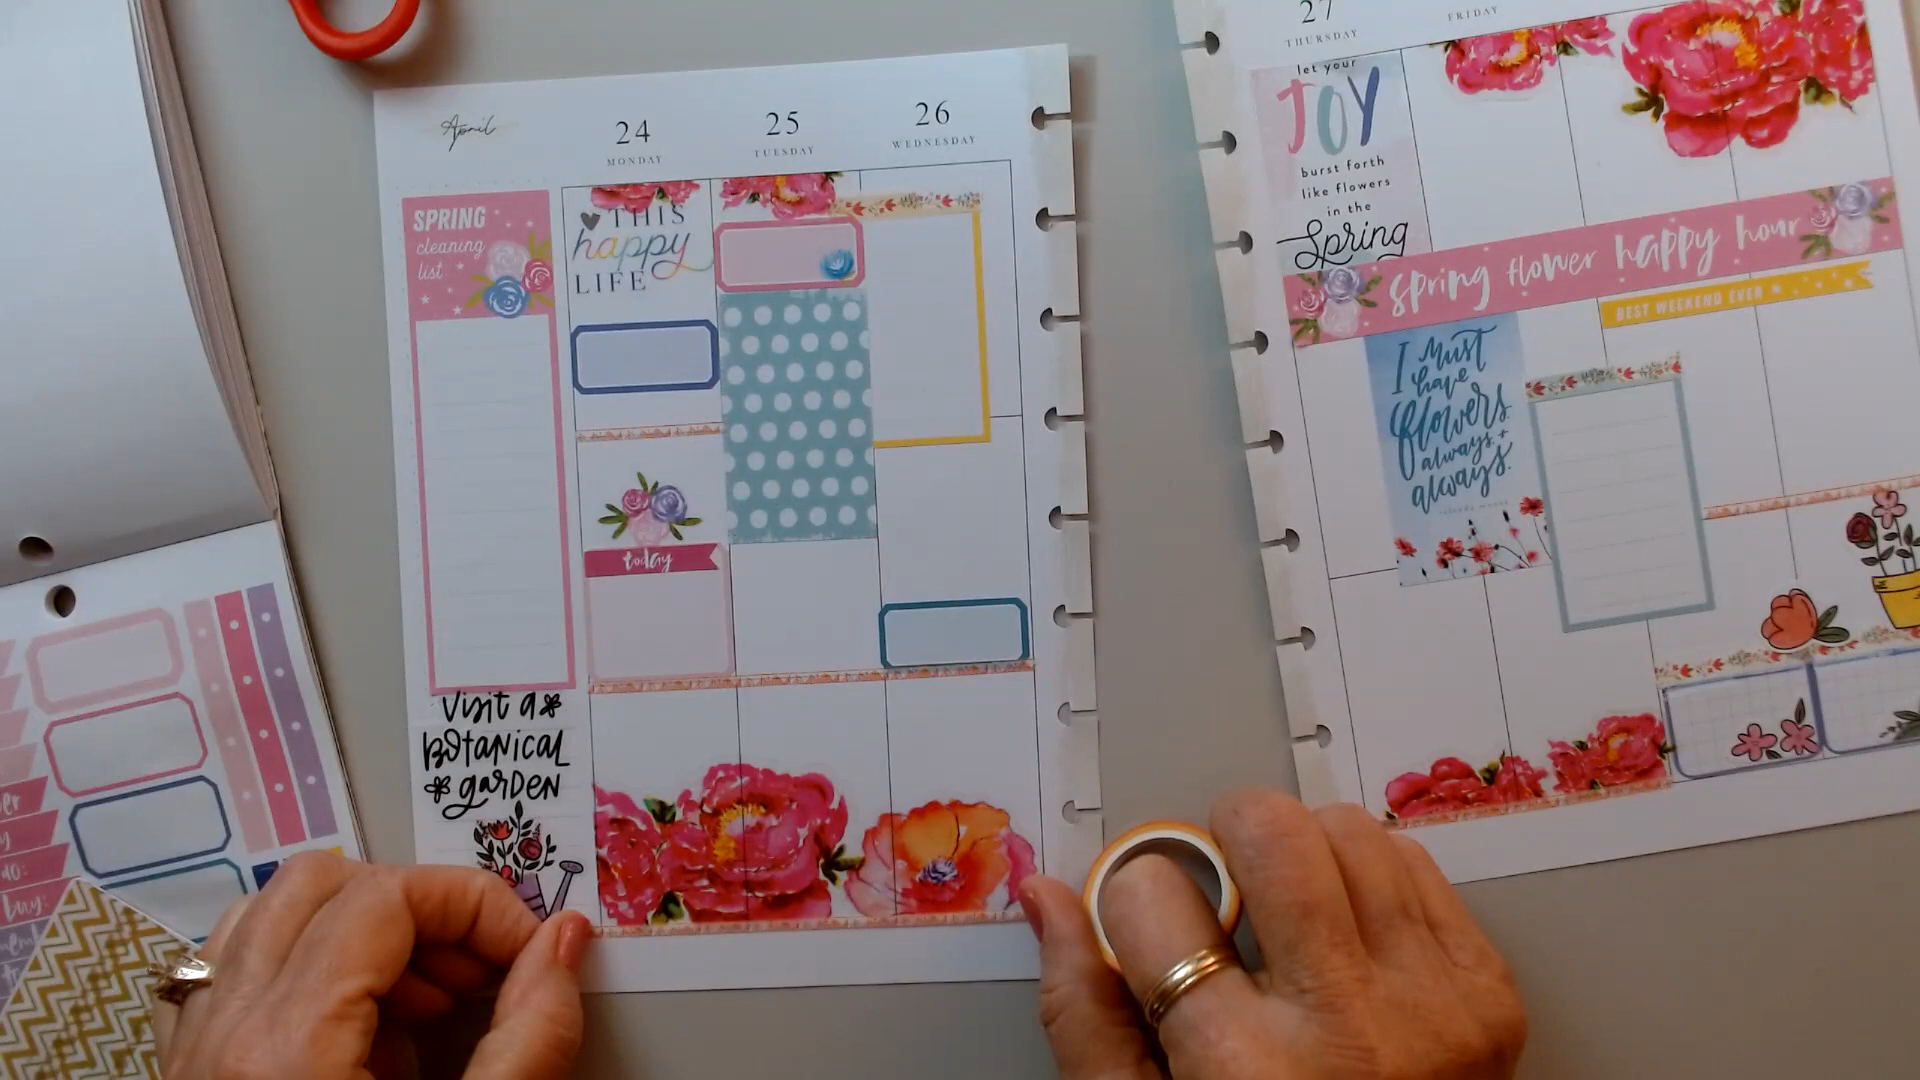 April
24
MONDAY
25
TUESDAY
26
WEDNESDAY
SPRING
cleaning
list
THIS
happy
LIFE
today
Visit a
BOTANICAL
garden
27
THURSDAY
FRIDAY
let your
JOY
burst forth
like flowers
in the
Spring
spring flower happy hour
BEST WEEKEND EVER
I must
have
flowers
always +
always.